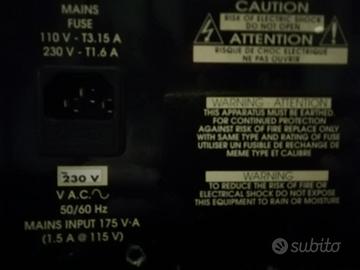 MAINS
FUSE
110 V - T3.15 A
230 V - T1.6 A
CAUTION
RISK OF ELECTRIC SHOCK
DO NOT OPEN
ATTENTION
RISQUE DE CHOC ELECTRIC
NE PAS OUVRIR
WARNING - ATTENTION
THIS APPARATUS MUST BE EARTHED.
FOR CONTINUED PROTECTION
AGAINST RISK OF FIRE REPLACE ONLY
WITH SAME TYPE AND RATING OF FUSE
UTILISER UN FUSIBLE DE RECHANGE DE
MEME TYPE ET CALIBRE
230 V
V A.C.
50/60 Hz
MAINS INPUT 175 V·A
(1.5 A @ 115 V)
WARNING
TO REDUCE THE RISK OF FIRE OR
ELECTRICAL SHOCK DO NOT EXPOSE
THIS EQUIPMENT TO RAIN OR MOISTURE
subito